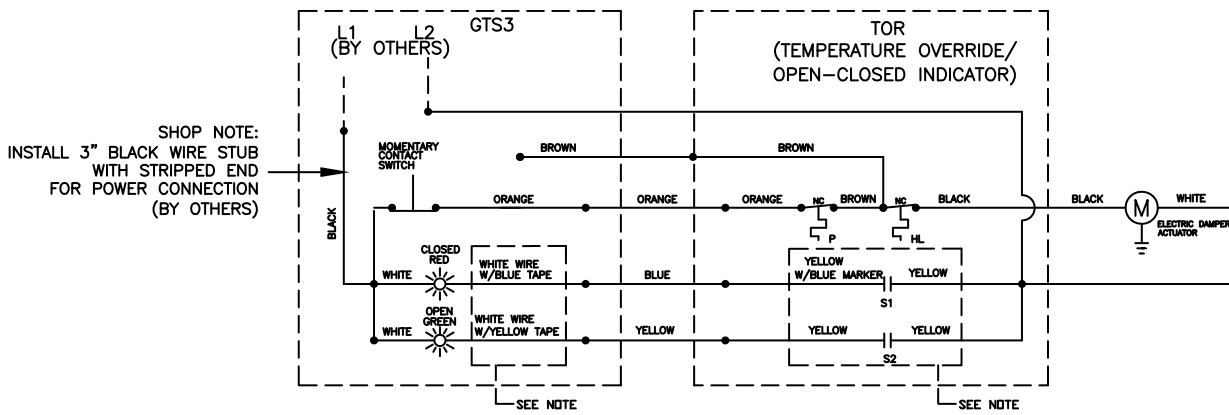 L1 L2
(BY OTHERS)
GTS3
TOR
(TEMPERATURE OVERRIDE/
OPEN-CLOSED INDICATOR)
SHOP NOTE:
INSTALL 3" BLACK WIRE STUB
WITH STRIPPED END
FOR POWER CONNECTION
(BY OTHERS)
MOMENTARY
CONTACT
SWITCH
BROWN
BROWN
BLACK
ORANGE
ORANGE
ORANGE
NC
BROWN
NC
BLACK
BLACK
M
WHITE
ELECTRIC DAMPER
ACTUATOR
P
HL
CLOSED
RED
WHITE
WHITE WIRE
W/BLUE TAPE
BLUE
YELLOW
W/BLUE MARKER
YELLOW
S1
OPEN
GREEN
WHITE
WHITE WIRE
W/YELLOW TAPE
YELLOW
YELLOW
YELLOW
S2
SEE NOTE
SEE NOTE